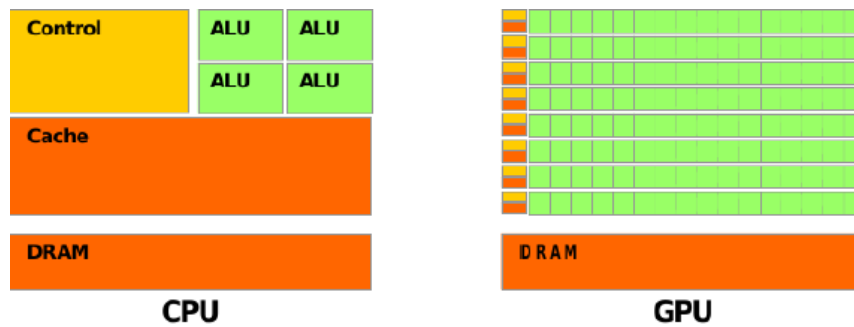 Control
ALU ALU
ALU ALU
Cache
DRAM
CPU
DRAM
GPU